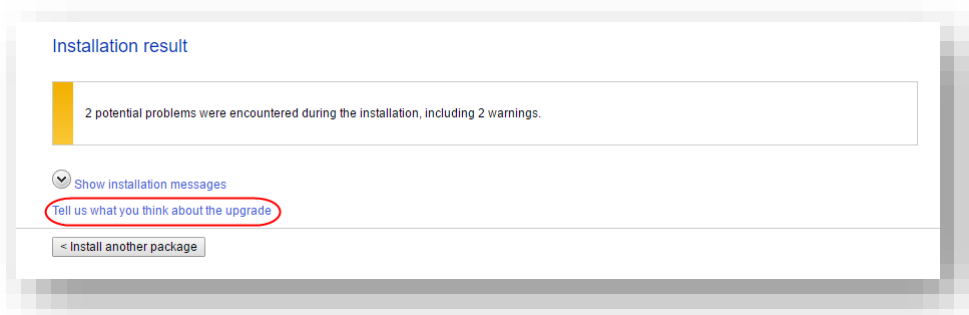 Installation result
2 potential problems were encountered during the installation, including 2 warnings.
Show installation messages
Tell us what you think about the upgrade
< Install another package